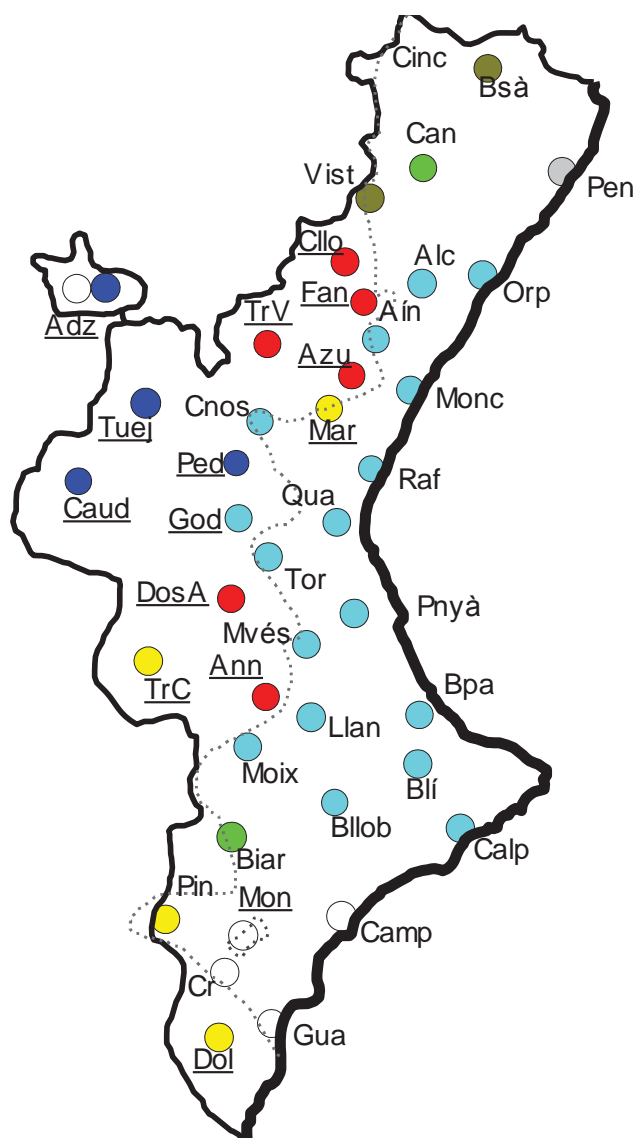 Cinc
Bsà
Can
Pen
Vist
Cllo
Alc
Orp
Fan
Adz
TrV
Aín
Azu
Monc
Cnos
Mar
Tuej
Ped
Raf
Caud
Qua
God
Tor
DosA
Pnyà
Mvés
Ann
TrC
Bpa
Llan
Moix
Blí
Bllob
Calp
Biar
Pin
Mon
Camp
Cr
Gua
Dol